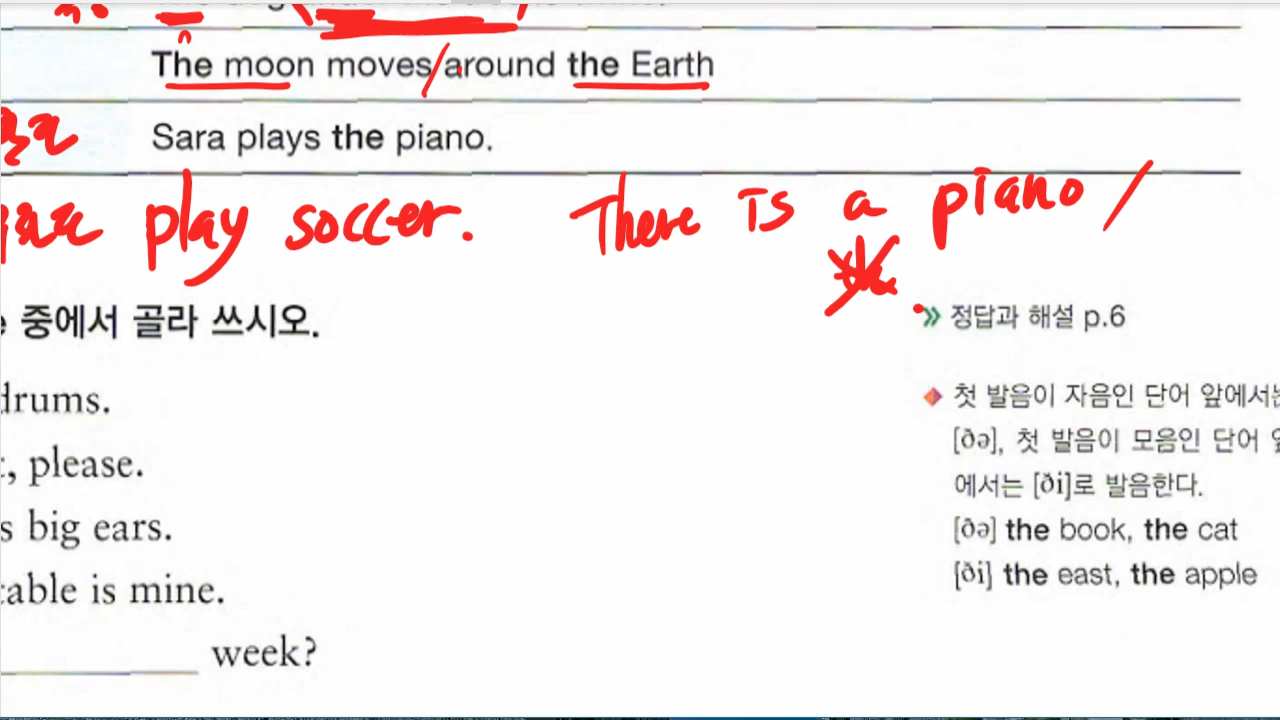 The moon moves/around the Earth
Sara plays the piano.
play soccer. There is a piano /
중에서 골라 쓰시오.
» 정답과 해설 p.6
drums.
, please.
s big ears.
table is mine.
week?
첫 발음이 자음인 단어 앞에서는
[ðə], 첫 발음이 모음인 단어 앞
에서는 [ði]로 발음한다.
[ðə] the book, the cat
[ði] the east, the apple